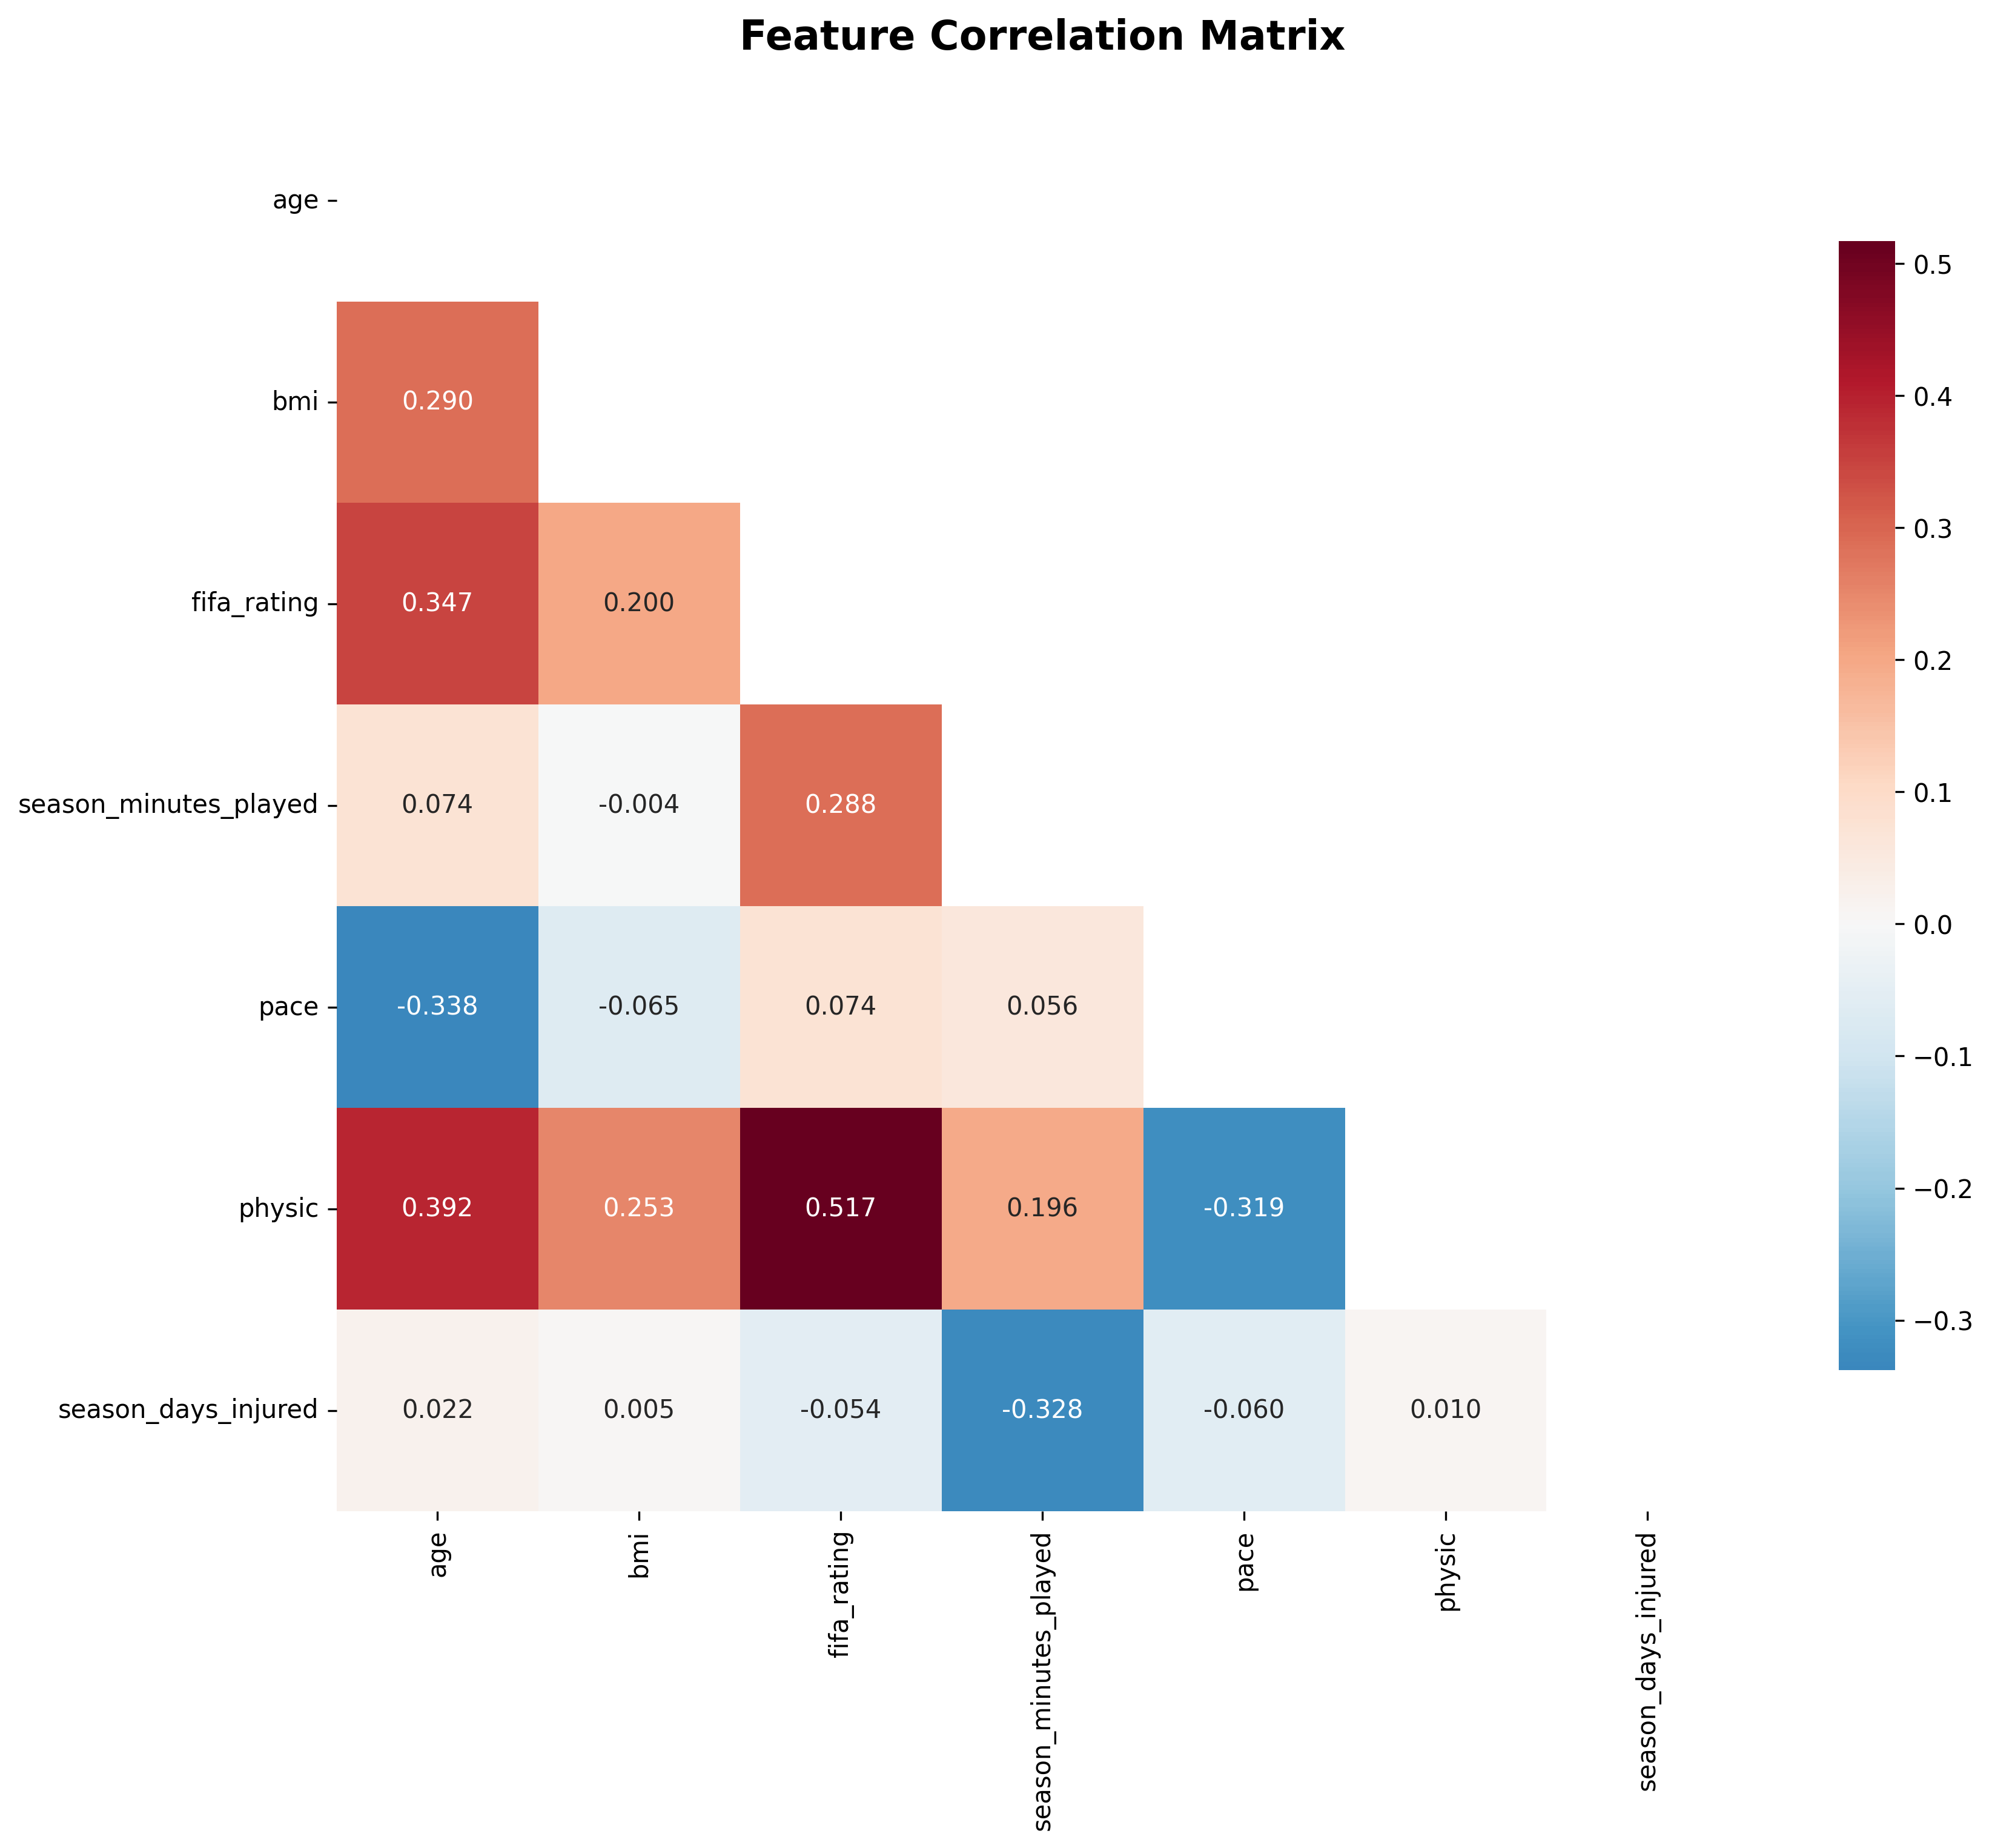 Feature Correlation Matrix
age
bmi
0.290
fifa_rating
0.347 0.200
season_minutes_played
0.074 -0.004 0.288
pace
-0.338 -0.065 0.074 0.056
physic
0.392 0.253 0.517 0.196 -0.319
season_days_injured
0.022 0.005 -0.054 -0.328 -0.060 0.010
age
bmi
fifa_rating
season_minutes_played
pace
physic
season_days_injured
0.5
0.4
0.3
0.2
0.1
0.0
−0.1
−0.2
−0.3